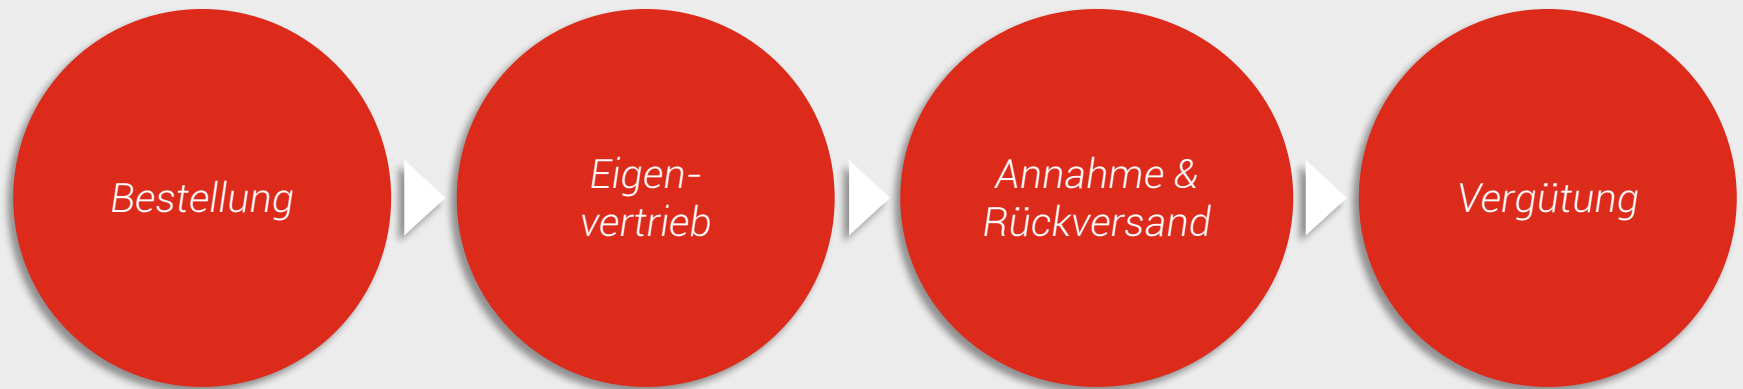 Bestellung
Eigen-
vertrieb
Annahme &
Rückversand
Vergütung